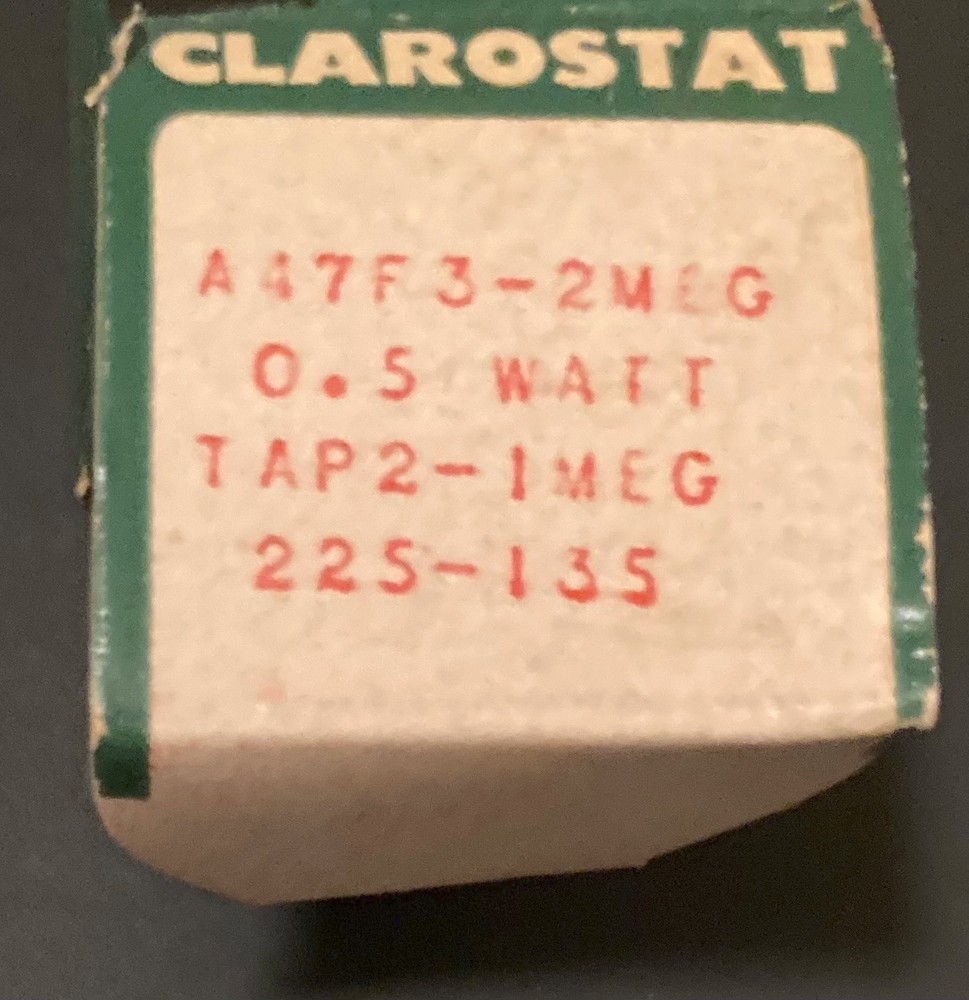 CLAROSTAT
A47F3-2MEG
0.5 WATT
TAP2-1MEG
225-135